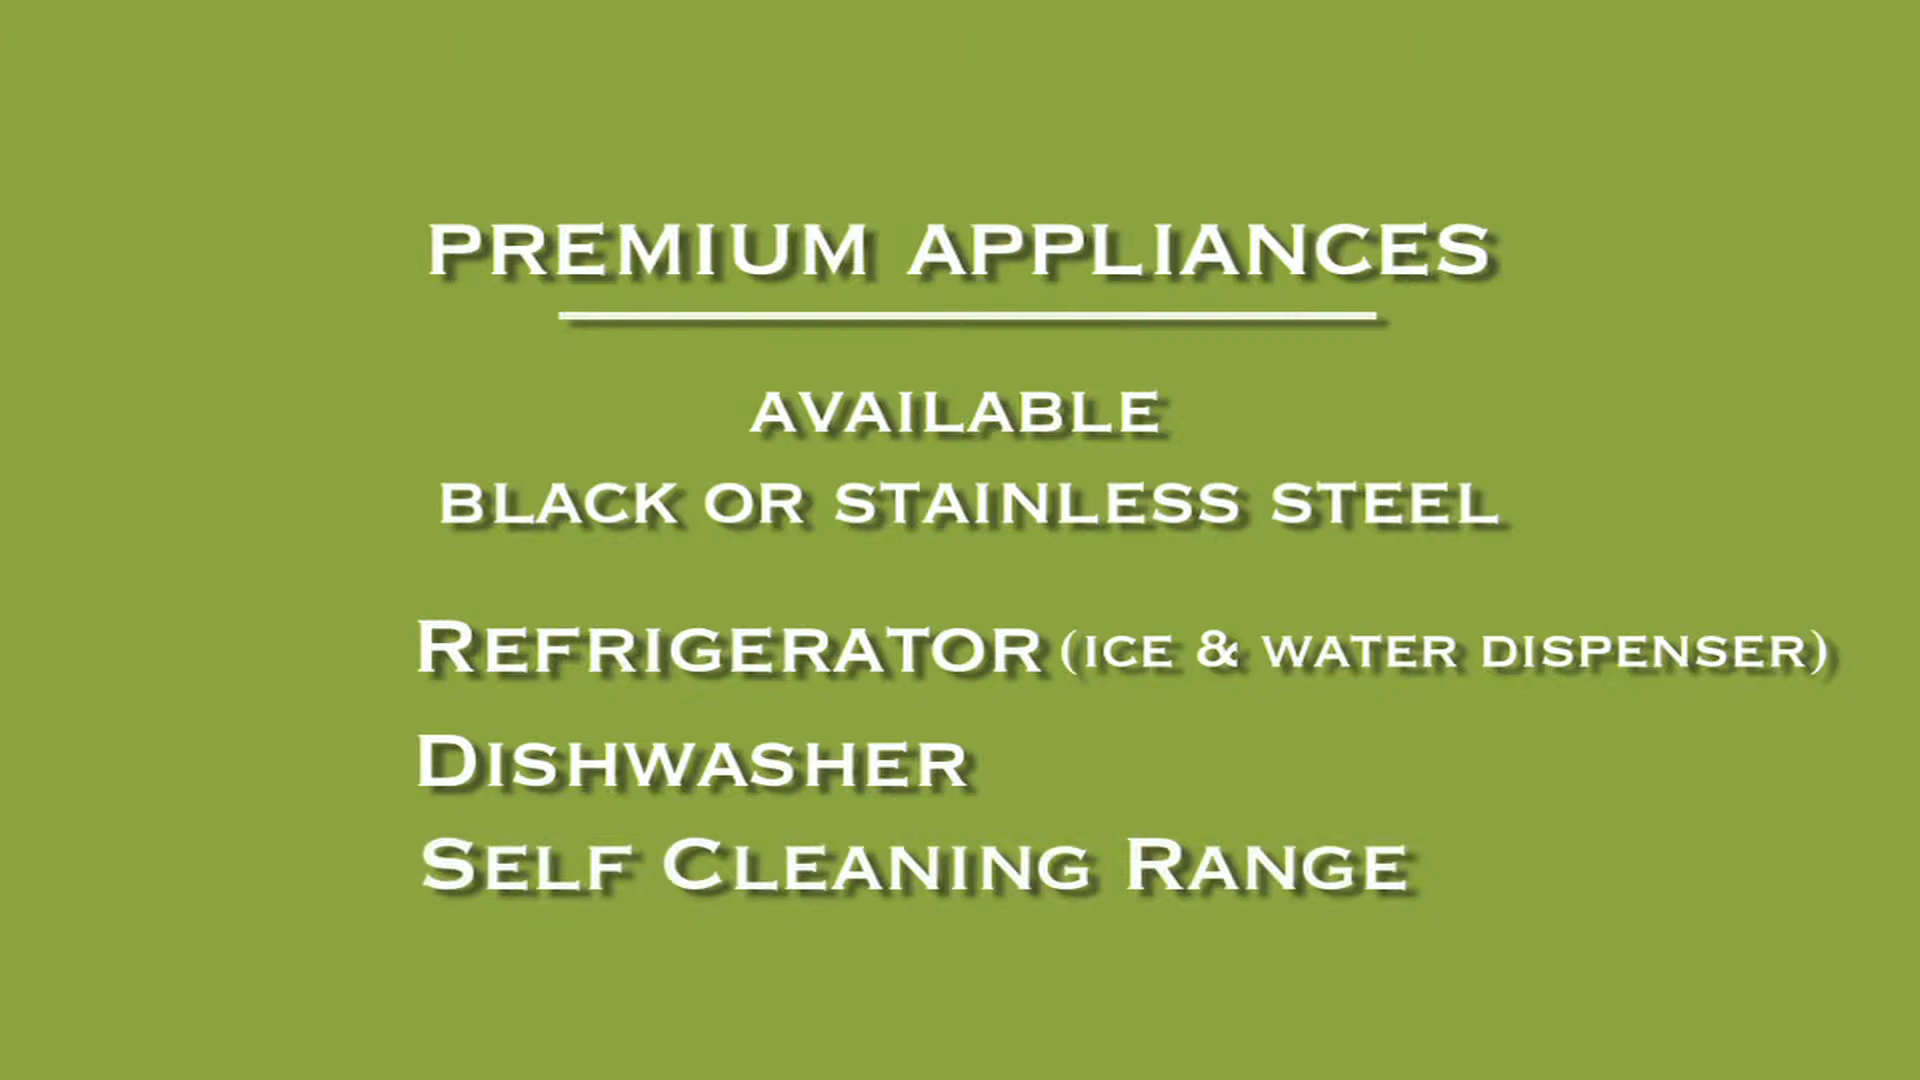 PREMIUM APPLIANCES
AVAILABLE
BLACK OR STAINLESS STEEL
REFRIGERATOR (ICE & WATER DISPENSER)
DISHWASHER
SELF CLEANING RANGE